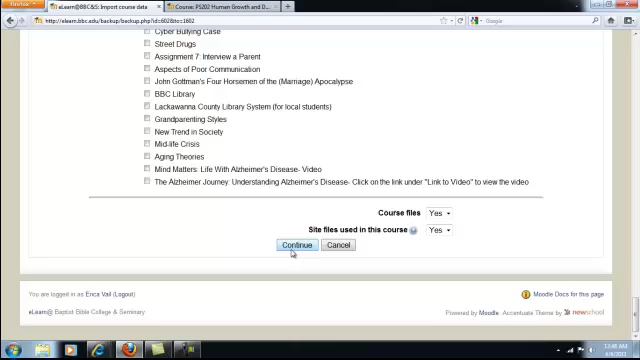 Firefox
eLearn@BBC&S: Import course data
Course: PS202 Human Growth and D...
http://elearn.bbc.edu/backup/backup.php?id=602&to=1602
Google
Cyber Bullying Case
Street Drugs
Assignment 7: Interview a Parent
Aspects of Poor Communication
John Gottman's Four Horsemen of the (Marriage) Apocalypse
BBC Library
Lackawanna County Library System (for local students)
Grandparenting Styles
New Trend in Society
Mid-life Crisis
Aging Theories
Mind Matters: Life With Alzheimer's Disease- Video
The Alzheimer Journey: Understanding Alzheimer's Disease- Click on the link under "Link to Video" to view the video
Course files Yes
Site files used in this course Yes
Continue Cancel
You are logged in as Erica Vail (Logout)
Moodle Docs for this page
eLearn@ Baptist Bible College & Seminary
Powered by Moodle. Accentuate Theme by newschool